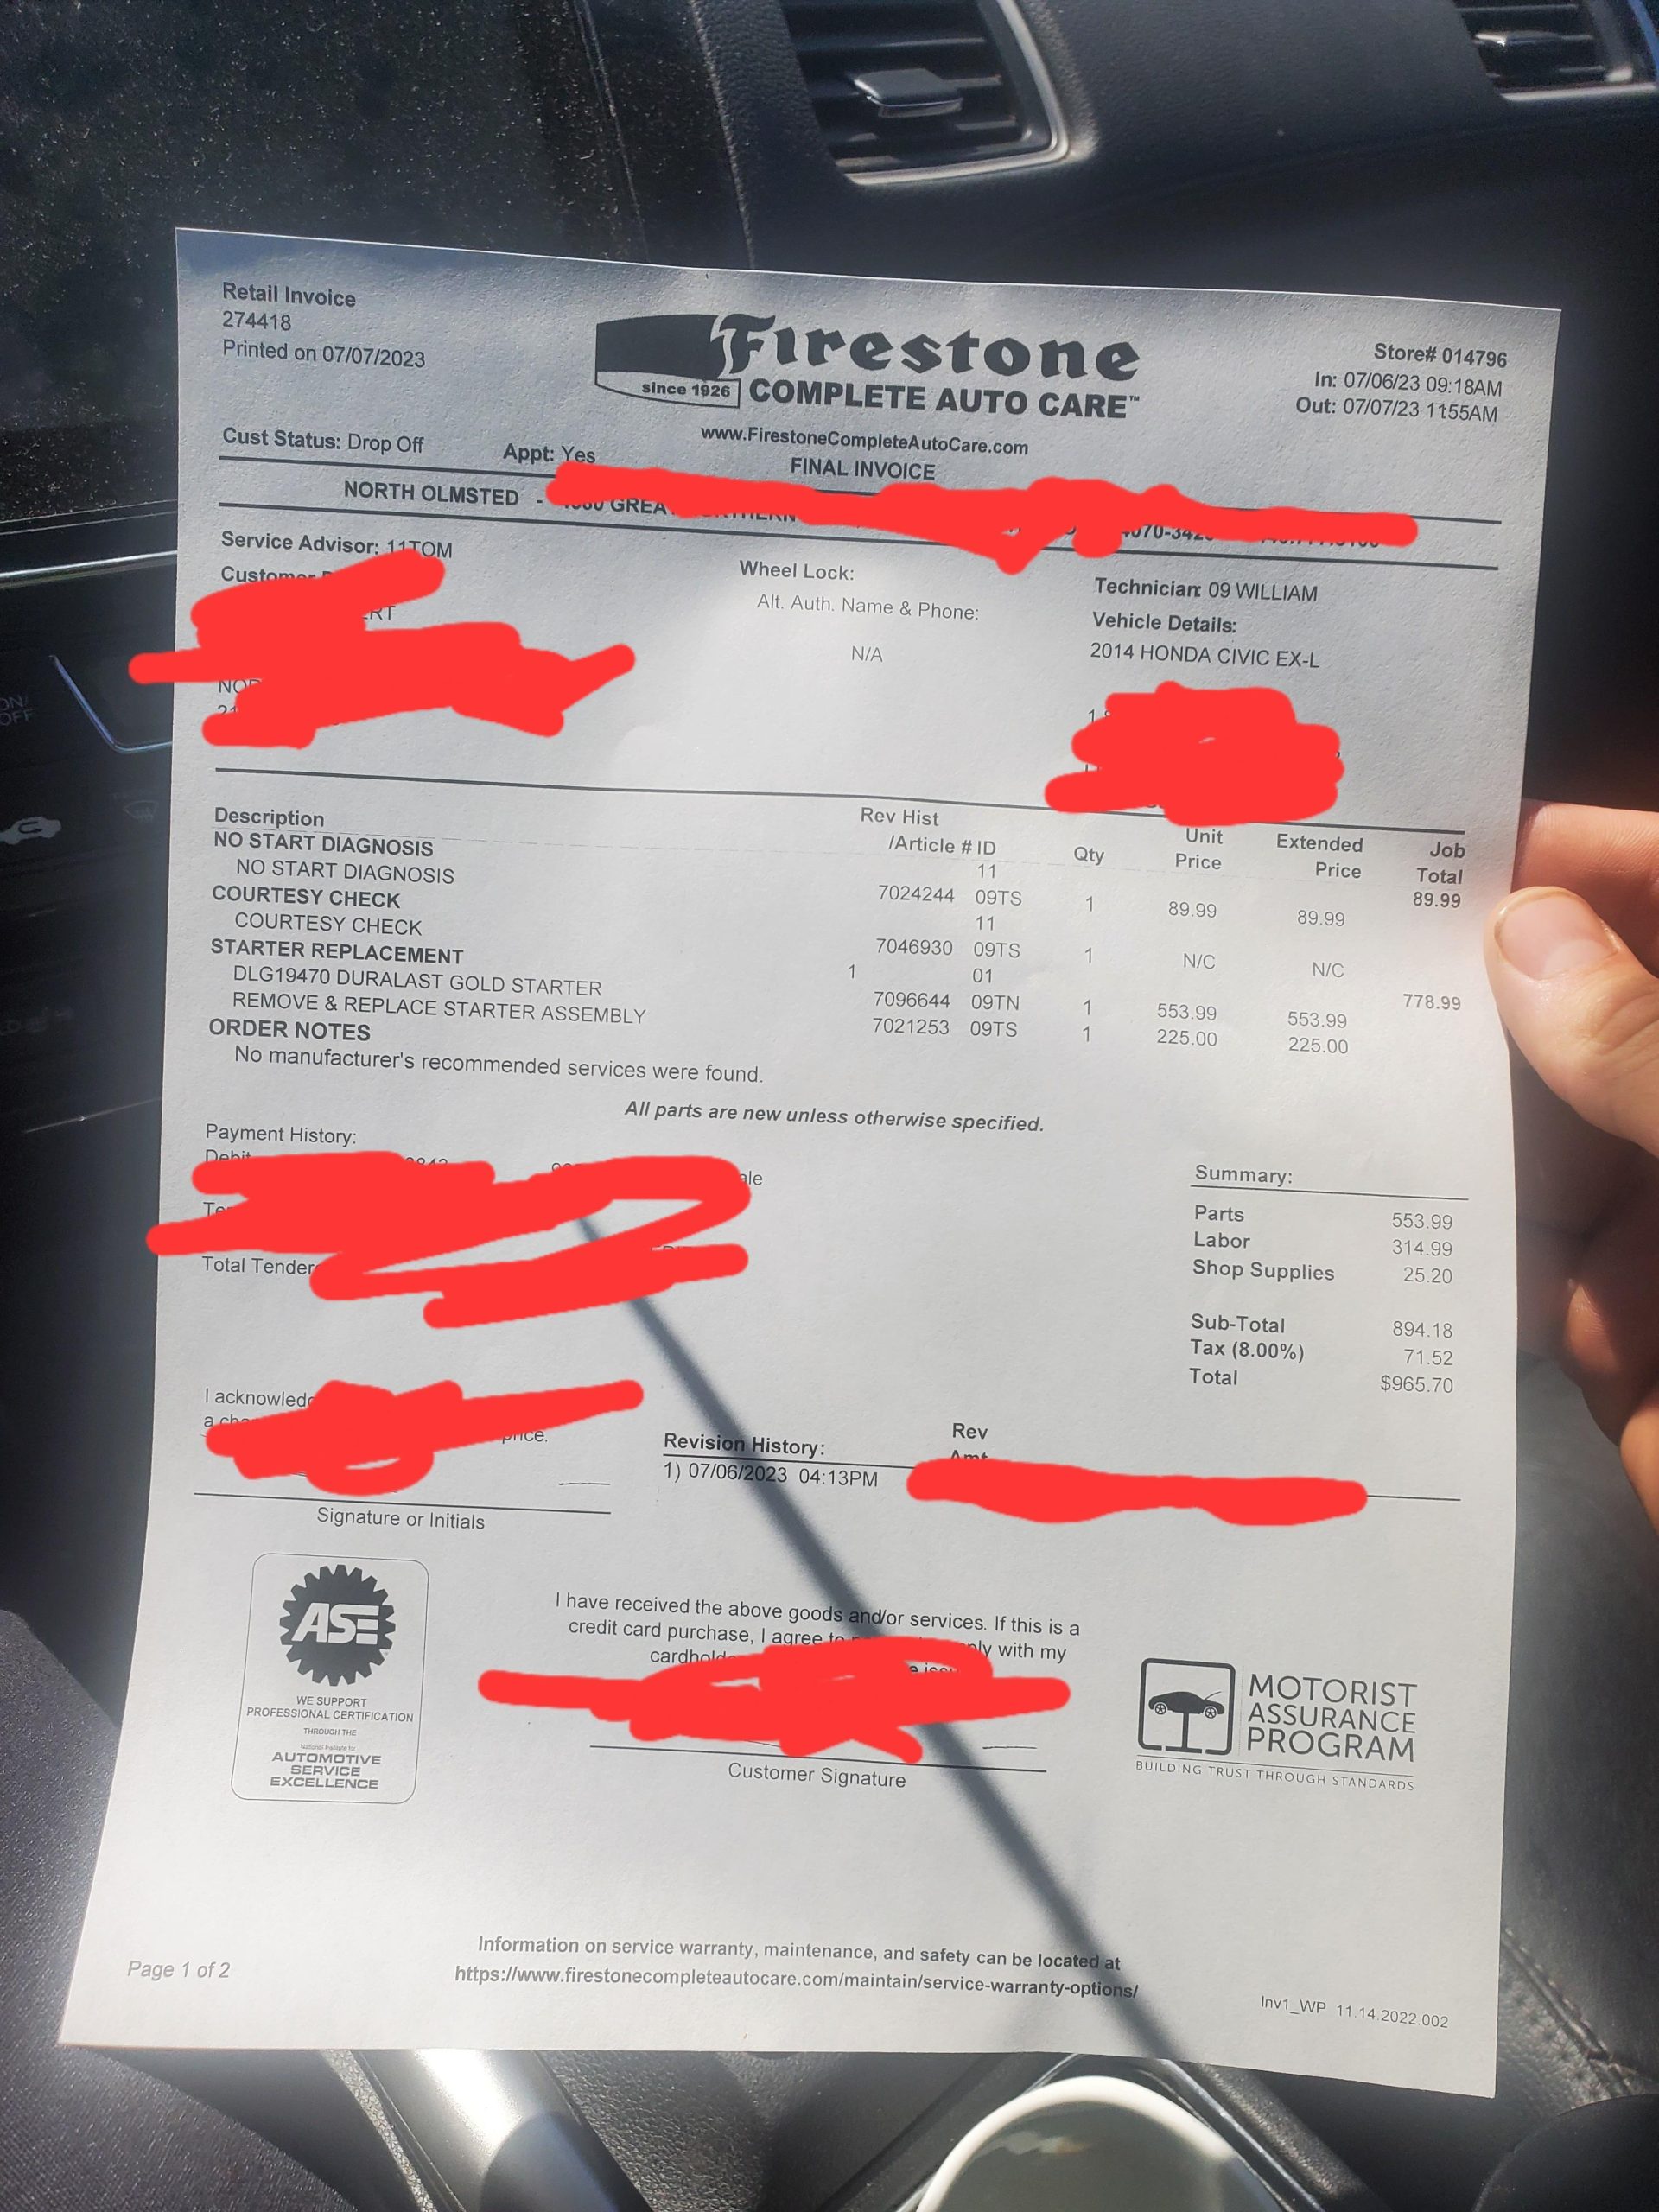 Retail Invoice
274418
Printed on 07/07/2023
Firestone
since 1926 COMPLETE AUTO CARE™
www.FirestoneCompleteAutoCare.com
FINAL INVOICE
Store# 014796
In: 07/06/23 09:18AM
Out: 07/07/23 11:55AM
Cust Status: Drop Off Appt: Yes
NORTH OLMSTED -
Service Advisor: 11TOM
Wheel Lock:
Alt. Auth. Name & Phone:
N/A
Technician: 09 WILLIAM
Vehicle Details:
2014 HONDA CIVIC EX-L
Description Rev Hist /Article # ID Qty Unit Price Extended Price Job Total
NO START DIAGNOSIS 11 89.99
NO START DIAGNOSIS 7024244 09TS 1 89.99 89.99
COURTESY CHECK 11
COURTESY CHECK 7046930 09TS 1 N/C N/C
STARTER REPLACEMENT 1 01 778.99
DLG19470 DURALAST GOLD STARTER 7096644 09TN 1 553.99 553.99
REMOVE & REPLACE STARTER ASSEMBLY 7021253 09TS 1 225.00 225.00
ORDER NOTES
No manufacturer's recommended services were found.
All parts are new unless otherwise specified.
Payment History:
Debit
Total Tender
Summary:
Parts 553.99
Labor 314.99
Shop Supplies 25.20
Sub-Total 894.18
Tax (8.00%) 71.52
Total $965.70
I acknowledg
a price.
Signature or Initials
Revision History: Rev Amt
1) 07/06/2023 04:13PM
ASE
WE SUPPORT
PROFESSIONAL CERTIFICATION
THROUGH THE
National Institute for
AUTOMOTIVE
SERVICE
EXCELLENCE
I have received the above goods and/or services. If this is a
credit card purchase, I agree to with my
Customer Signature
MOTORIST
ASSURANCE
PROGRAM
BUILDING TRUST THROUGH STANDARDS
Information on service warranty, maintenance, and safety can be located at
https://www.firestonecompleteautocare.com/maintain/service-warranty-options/
Page 1 of 2
Inv1_WP 11.14.2022.002